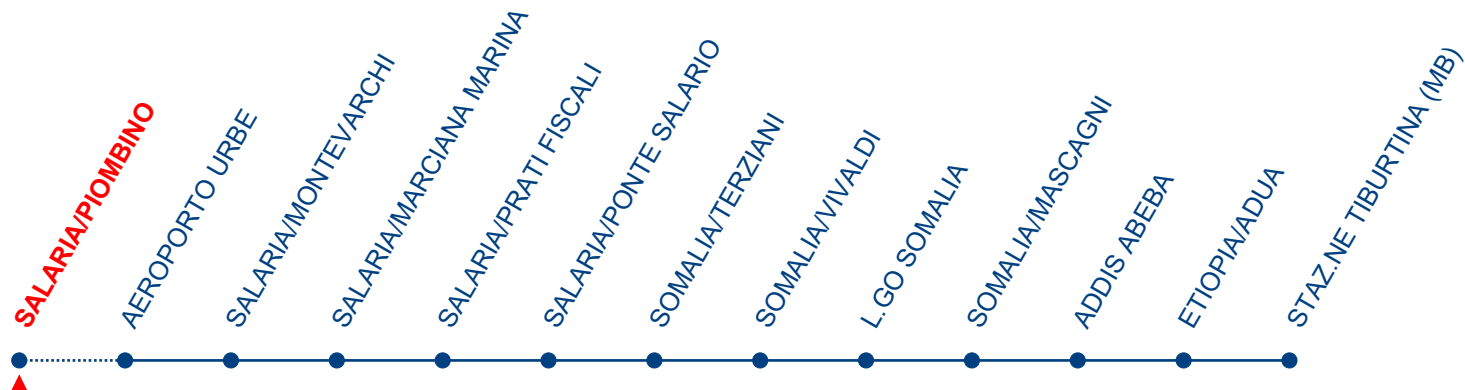 SALARIA/PIOMBINO
AEROPORTO URBE
SALARIA/MONTEVARCHI
SALARIA/MARCIANA MARINA
SALARIA/PRATI FISCALI
SALARIA/PONTE SALARIO
SOMALIA/TERZIANI
SOMALIA/VIVALDI
L.GO SOMALIA
SOMALIA/MASCAGNI
ADDIS ABEBA
ETIOPIA/ADUA
STAZ.NE TIBURTINA (MB)